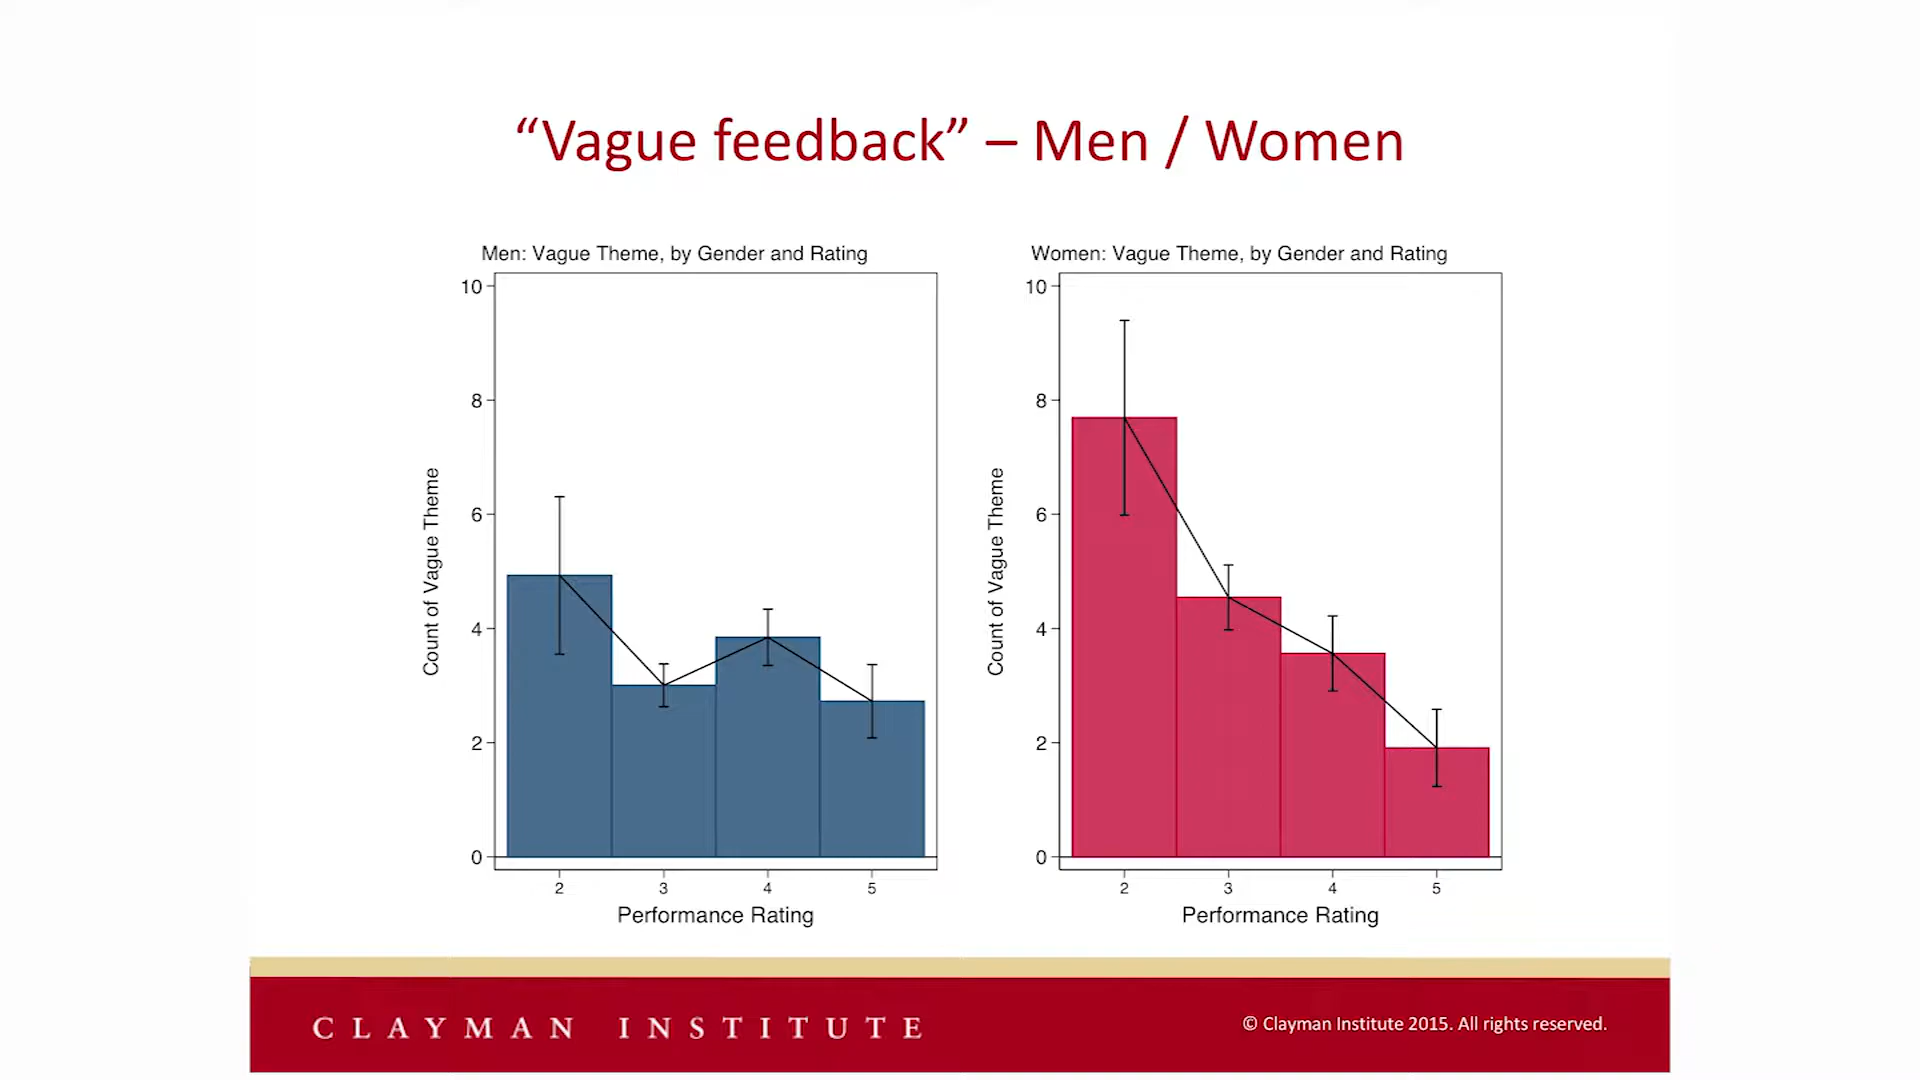 “Vague feedback” – Men / Women
Men: Vague Theme, by Gender and Rating
10
8
6
4
2
0
Count of Vague Theme
2 3 4 5
Performance Rating
Women: Vague Theme, by Gender and Rating
10
8
6
4
2
0
Count of Vague Theme
2 3 4 5
Performance Rating
CLAYMAN INSTITUTE
© Clayman Institute 2015. All rights reserved.